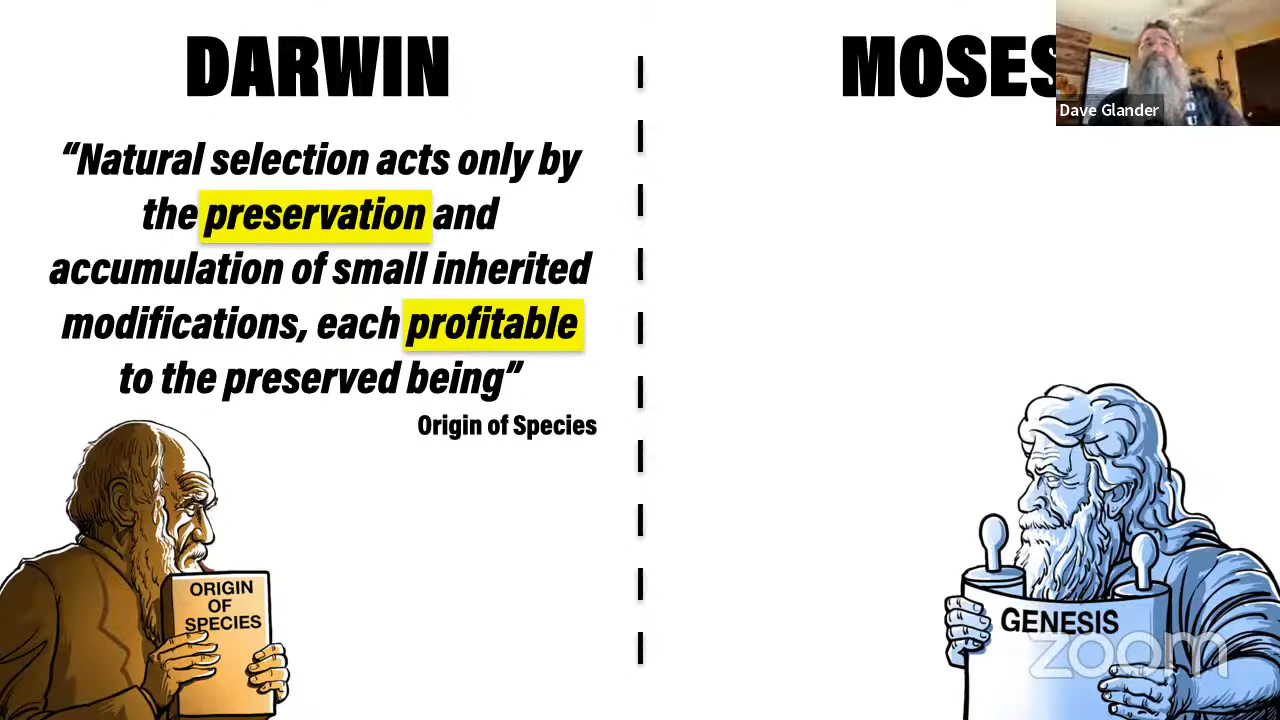 DARWIN
“Natural selection acts only by
the preservation and
accumulation of small inherited
modifications, each profitable
to the preserved being”
Origin of Species
ORIGIN
OF
SPECIES
MOSES
Dave Glander
GENESIS
zoom